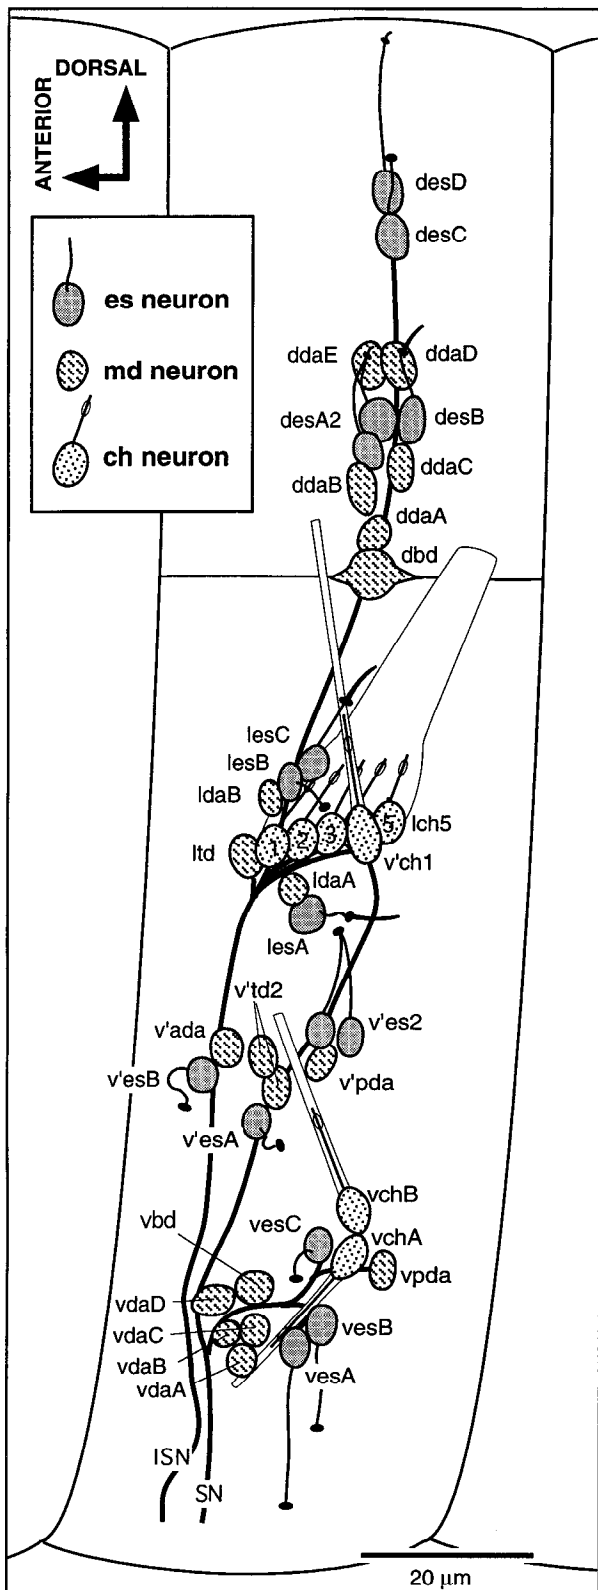 DORSAL
ANTERIOR
es neuron
md neuron
ch neuron
desD
desC
ddaE
ddaD
desA2
desB
ddaB
ddaC
ddaA
dbd
lesC
lesB
ldaB
ltd
1
2
3
5
lch5
v'ch1
ldaA
lesA
v'td2
v'ada
v'es2
v'esB
v'pda
v'esA
vchB
vesC
vchA
vbd
vpda
vdaD
vdaC
vesB
vdaB
vdaA
vesA
ISN
SN
20 µm